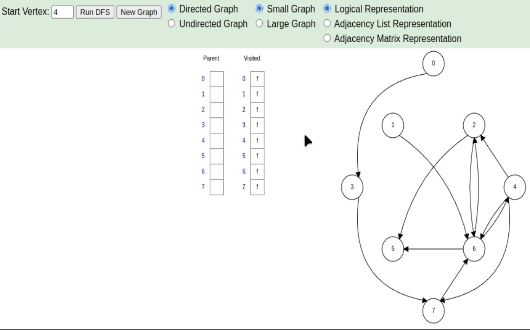 Start Vertex: 4 Run DFS New Graph Directed Graph Small Graph Logical Representation
Undirected Graph Large Graph Adjacency List Representation
Adjacency Matrix Representation
Parent Visited
0 0 f
1 1 f
2 2 f
3 3 f
4 4 f
5 5 f
6 6 f
7 7 f
0
1 2
3 4
5 6
7